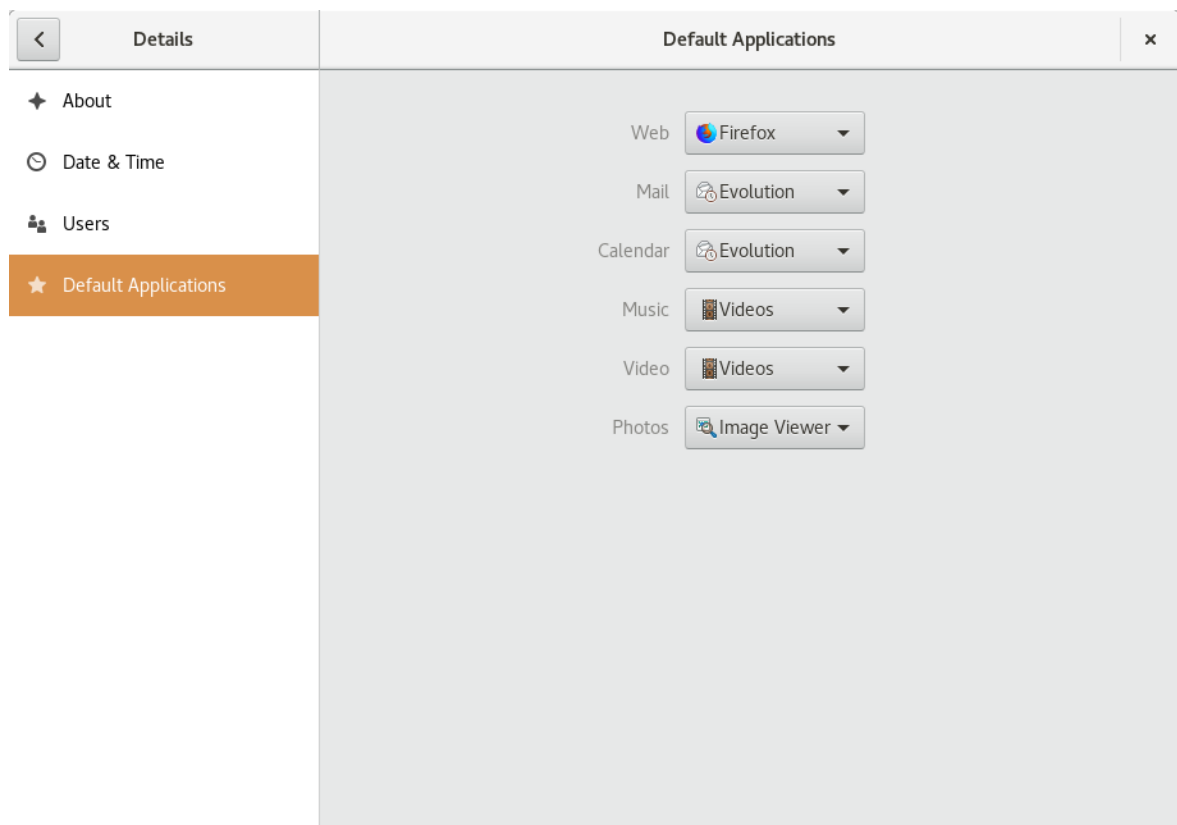 Details
Default Applications
About
Date & Time
Users
Default Applications
Web Firefox
Mail Evolution
Calendar Evolution
Music Videos
Video Videos
Photos Image Viewer